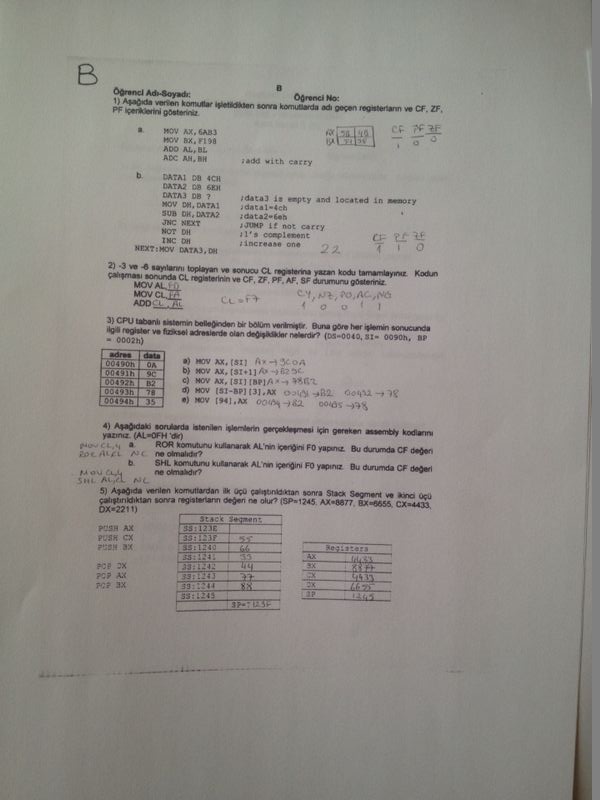 B
B
Öğrenci Adı-Soyadı: Öğrenci No:
1) Aşağıda verilen komutlar işletildikten sonra komutlarda adı geçen registerların ve CF, ZF,
PF içeriklerini gösteriniz.
a. MOV AX,6AB3
MOV BX,F198
ADD AL,BL
ADC AH,BH ;add with carry
AX 5B 4B
BX F1 98
CF PF ZF
1 0 0
b. DATA1 DB 4CH
DATA2 DB 6EH
DATA3 DB ? ;data3 is empty and located in memory
MOV DH,DATA1 ;data1=4ch
SUB DH,DATA2 ;data2=6eh
JNC NEXT ;JUMP if not carry
NOT DH ;1's complement
INC DH ;increase one
NEXT:MOV DATA3,DH 22
CF PF ZF
1 1 0
2) -3 ve -6 sayılarını toplayan ve sonucu CL registerina yazan kodu tamamlayınız. Kodun
çalışması sonunda CL registerinin ve CF, ZF, PF, AF, SF durumunu gösteriniz.
MOV AL,FD
MOV CL,FA
ADD CL, AL
CL=F7
CY, NZ, PO, AC, NG
1 0 0 1 1
3) CPU tabanlı sistemin belleğinden bir bölüm verilmiştir. Buna göre her işlemin sonucunda
ilgili register ve fiziksel adreslerde olan değişiklikler nelerdir? (DS=0040, SI= 0090h, BP
= 0002h)
adres data
00490h 0A
00491h 9C
00492h B2
00493h 78
00494h 35
a) MOV AX,[SI] AX→9C0A
b) MOV AX,[SI+1] AX→B29C
c) MOV AX,[SI][BP] AX→78B2
d) MOV [SI-BP][3],AX 00491→B2 00492→78
e) MOV [94],AX 00494→B2 00495→78
4) Aşağıdaki sorularda istenilen işlemlerin gerçekleşmesi için gereken assembly kodlarını
yazınız. (AL=0FH 'dir)
MOV CL,4 a. ROR komutunu kullanarak AL'nin içeriğini F0 yapınız. Bu durumda CF değeri
ROR AL,CL NC ne olmalıdır?
b. SHL komutunu kullanarak AL'nin içeriğini F0 yapınız. Bu durumda CF değeri
MOV CL,4 ne olmalıdır?
SHL AL,CL NC
5) Aşağıda verilen komutlardan ilk üçü çalıştırıldıktan sonra Stack Segment ve ikinci üçü
çalıştırıldıktan sonra registerların değeri ne olur? (SP=1245, AX=8877, BX=6655, CX=4433,
DX=2211)
PUSH AX
PUSH CX
PUSH BX
POP DX
POP AX
POP BX
Stack Segment
SS:123E
SS:123F 55
SS:1240 66
SS:1241 33
SS:1242 44
SS:1243 77
SS:1244 88
SS:1245
SP=123F
Registers
AX 4433
BX 8877
CX 4433
DX 6655
SP 1245